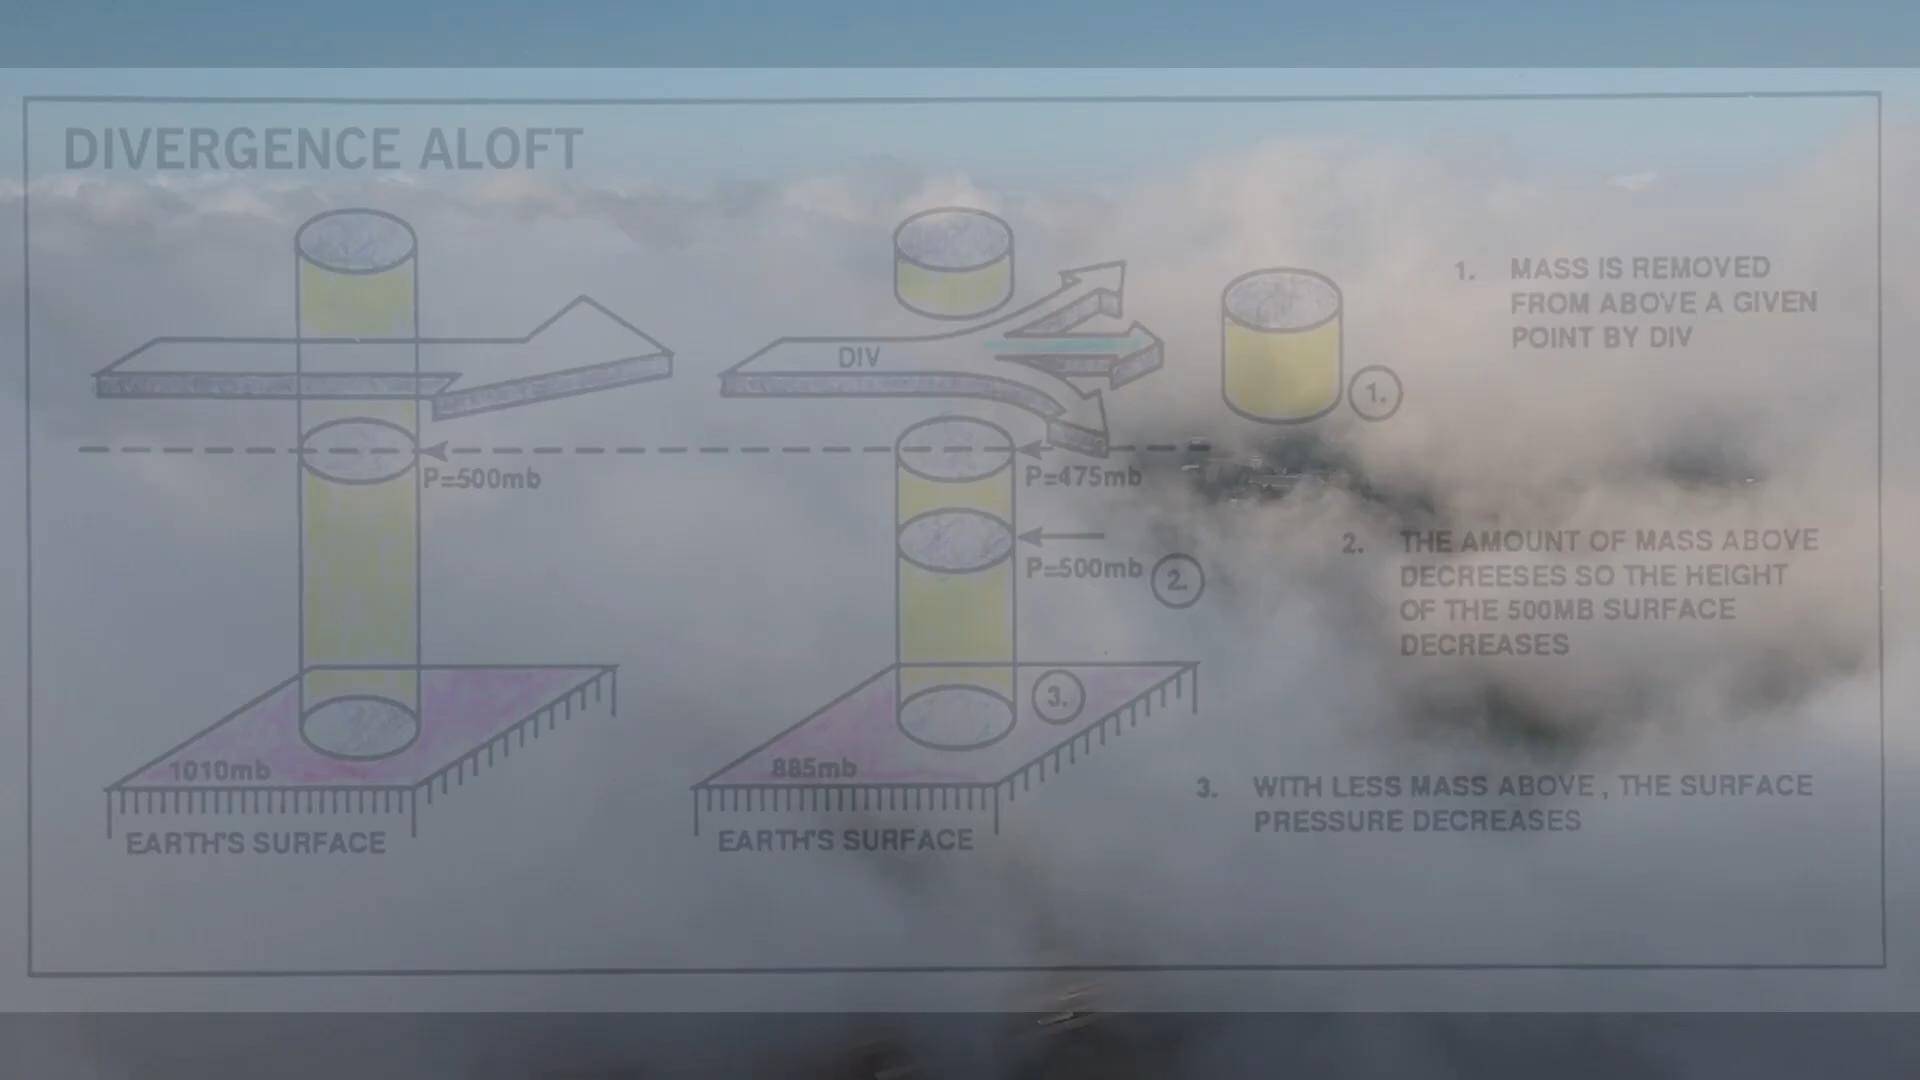 DIVERGENCE ALOFT
1. MASS IS REMOVED
FROM ABOVE A GIVEN
POINT BY DIV
DIV
1.
P=500mb
P=475mb
P=500mb
2.
2. THE AMOUNT OF MASS ABOVE
DECREESES SO THE HEIGHT
OF THE 500MB SURFACE
DECREASES
3.
1010mb
885mb
3. WITH LESS MASS ABOVE, THE SURFACE
PRESSURE DECREASES
EARTH'S SURFACE
EARTH'S SURFACE